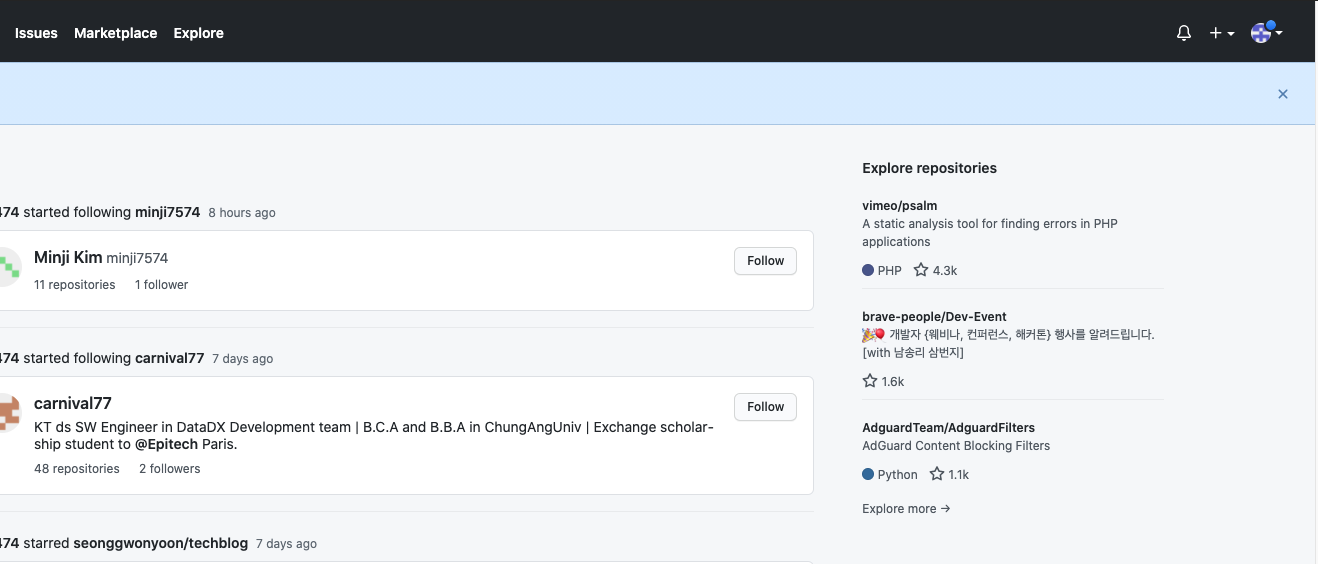 Issues Marketplace Explore
474 started following minji7574 8 hours ago
Minji Kim minji7574
Follow
11 repositories 1 follower
474 started following carnival77 7 days ago
carnival77
Follow
KT ds SW Engineer in DataDX Development team | B.C.A and B.B.A in ChungAngUniv | Exchange scholar-
ship student to @Epitech Paris.
48 repositories 2 followers
474 starred seonggwonyoon/techblog 7 days ago
Explore repositories
vimeo/psalm
A static analysis tool for finding errors in PHP
applications
PHP 4.3k
brave-people/Dev-Event
🎉🎈 개발자 {웨비나, 컨퍼런스, 해커톤} 행사를 알려드립니다.
[with 남송리 삼번지]
1.6k
AdguardTeam/AdguardFilters
AdGuard Content Blocking Filters
Python 1.1k
Explore more →